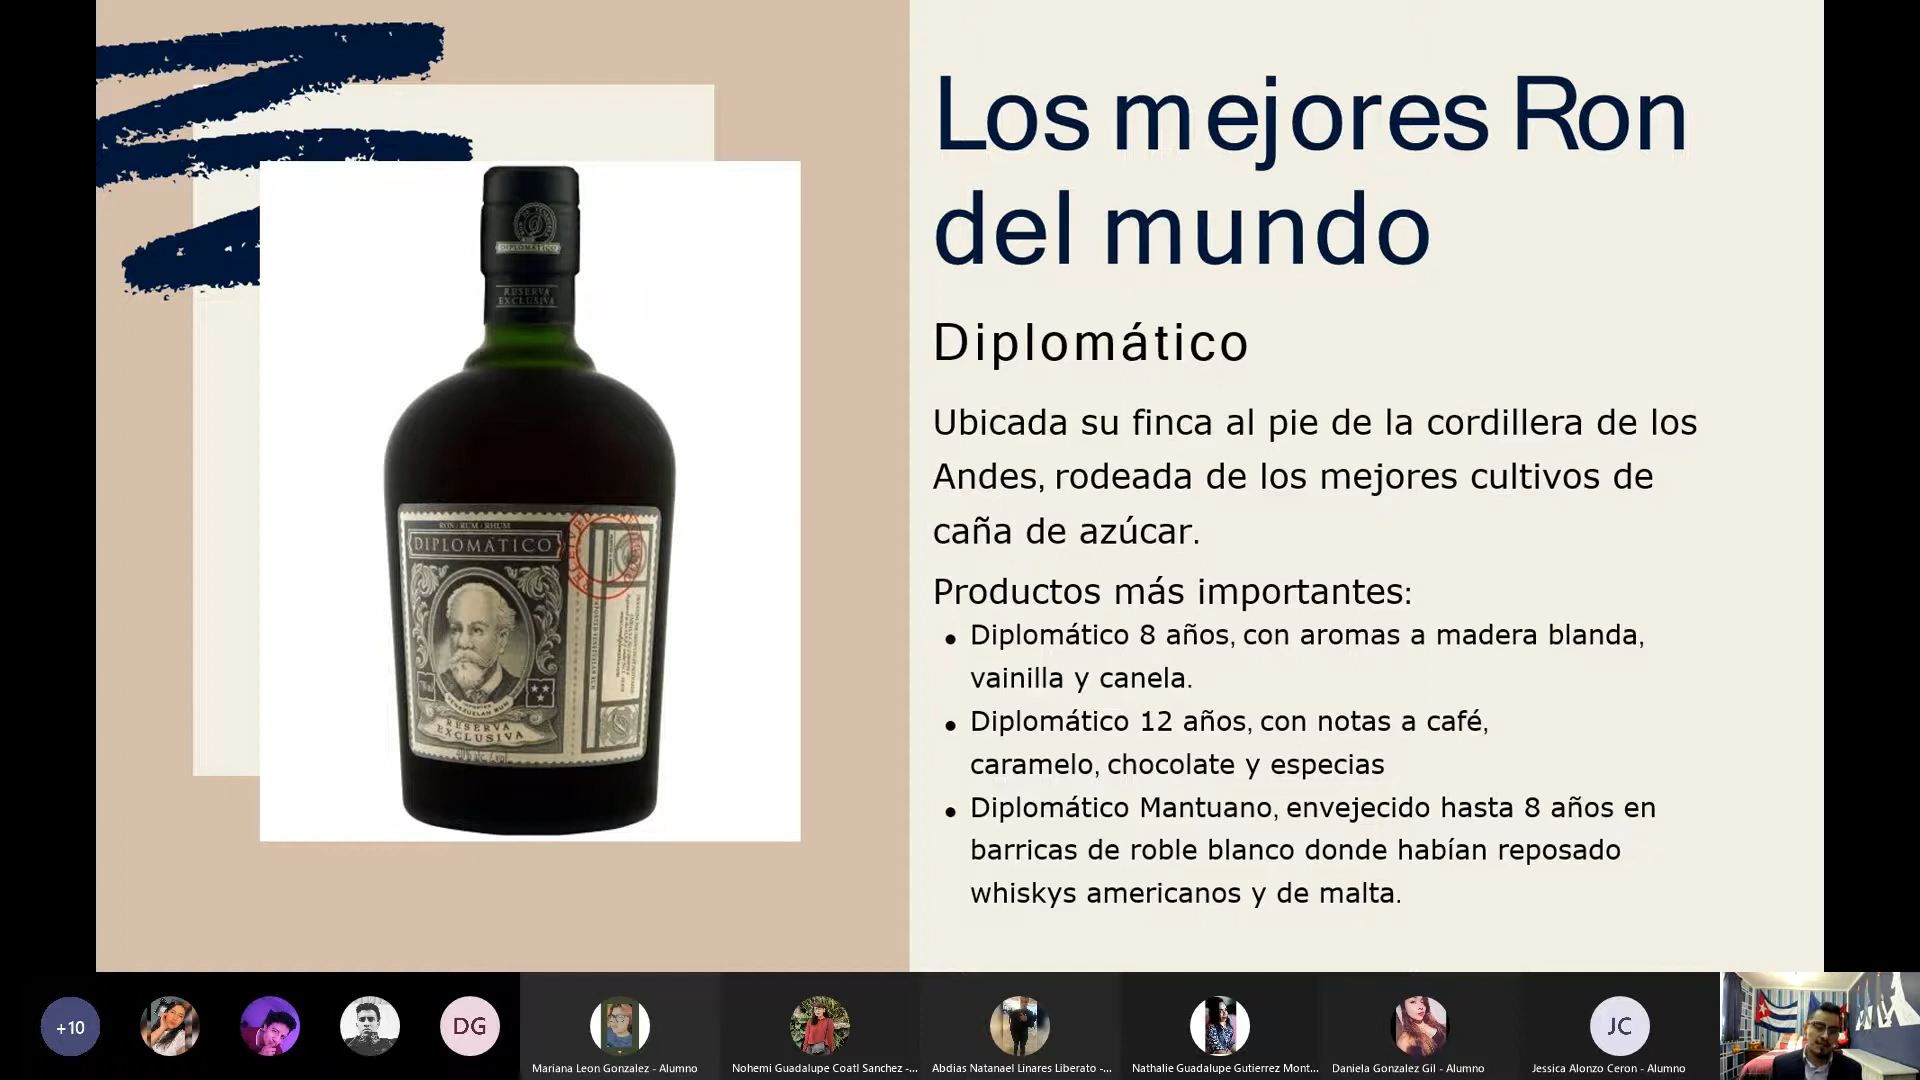 Los mejores Ron
del mundo
Diplomático
Ubicada su finca al pie de la cordillera de los
Andes, rodeada de los mejores cultivos de
caña de azúcar.
Productos más importantes:
• Diplomático 8 años, con aromas a madera blanda,
vainilla y canela.
• Diplomático 12 años, con notas a café,
caramelo, chocolate y especias
• Diplomático Mantuano, envejecido hasta 8 años en
barricas de roble blanco donde habían reposado
whiskys americanos y de malta.
DIPLOMÁTICO
RESERVA
EXCLUSIVA
RON / RUM / RHUM
DIPLOMÁTICO
VENEZUELAN RUM
RESERVA
EXCLUSIVA
+10
DG
JC
Mariana Leon Gonzalez - Alumno
Nohemi Guadalupe Coatl Sanchez -...
Abdias Natanael Linares Liberato -...
Nathalie Guadalupe Gutierrez Mont...
Daniela Gonzalez Gil - Alumno
Jessica Alonzo Ceron - Alumno